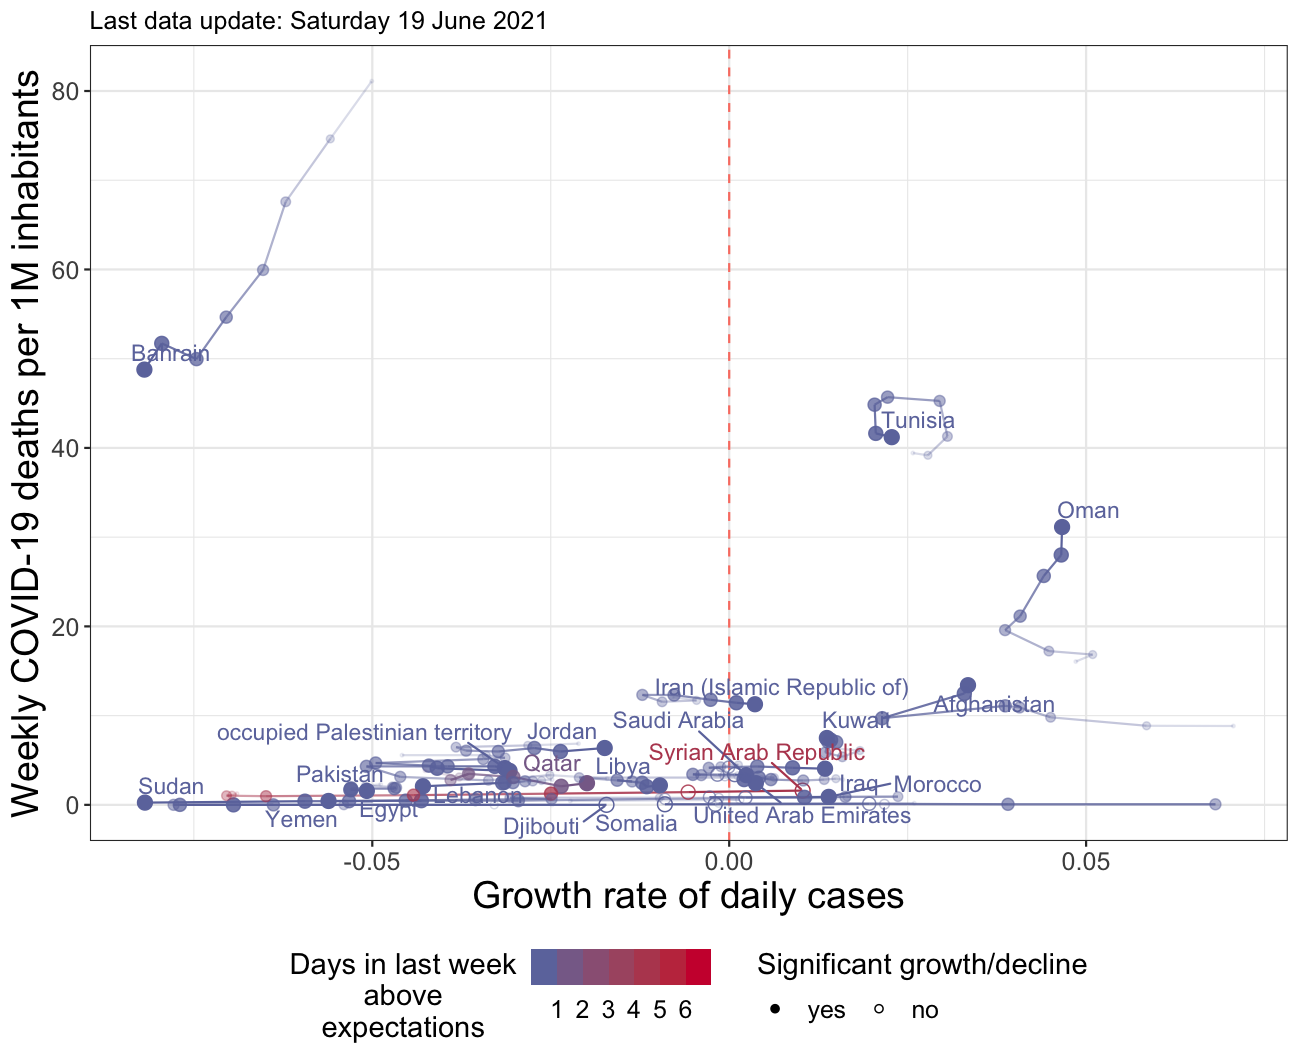 Last data update: Saturday 19 June 2021
Weekly COVID-19 deaths per 1M inhabitants
80
60
40
20
0
Bahrain
Tunisia
Oman
Iran (Islamic Republic of)
Afghanistan
Saudi Arabia
Kuwait
occupied Palestinian territory
Jordan
Syrian Arab Republic
Qatar
Libya
Pakistan
Sudan
Iraq
Morocco
Lebanon
Egypt
Yemen
Djibouti
Somalia
United Arab Emirates
-0.05
0.00
0.05
Growth rate of daily cases
Days in last week
above
expectations
1 2 3 4 5 6
Significant growth/decline
yes
no